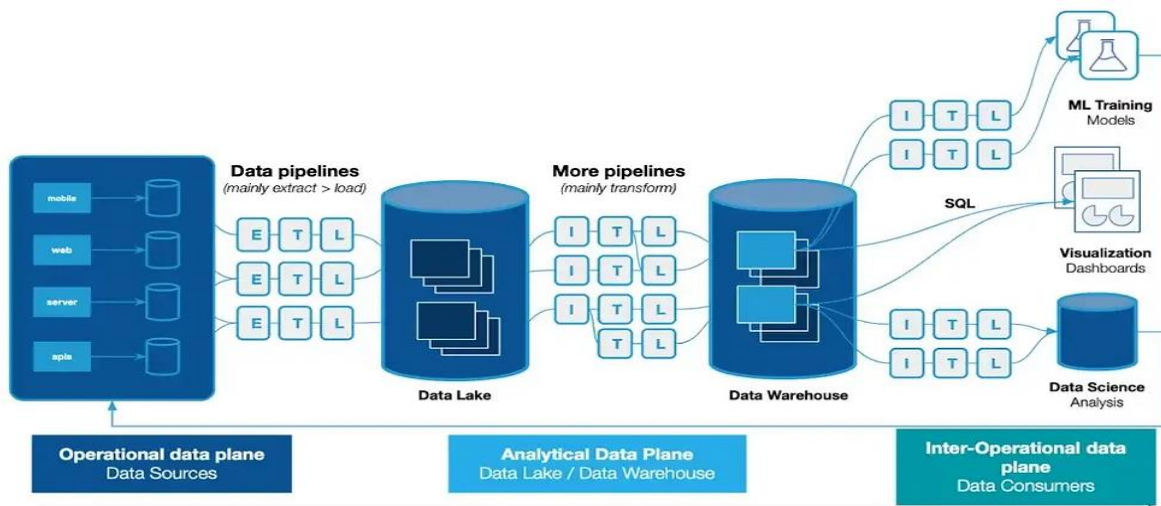 ML Training
Models
Data pipelines
(mainly extract > load)
More pipelines
(mainly transform)
I T L
I T L
mobile
web
server
apis
E T L
E T L
E T L
Data Lake
I T L
I T L
I T L
T L
Data Warehouse
SQL
Visualization
Dashboards
I T L
I T L
Data Science
Analysis
Operational data plane
Data Sources
Analytical Data Plane
Data Lake / Data Warehouse
Inter-Operational data
plane
Data Consumers